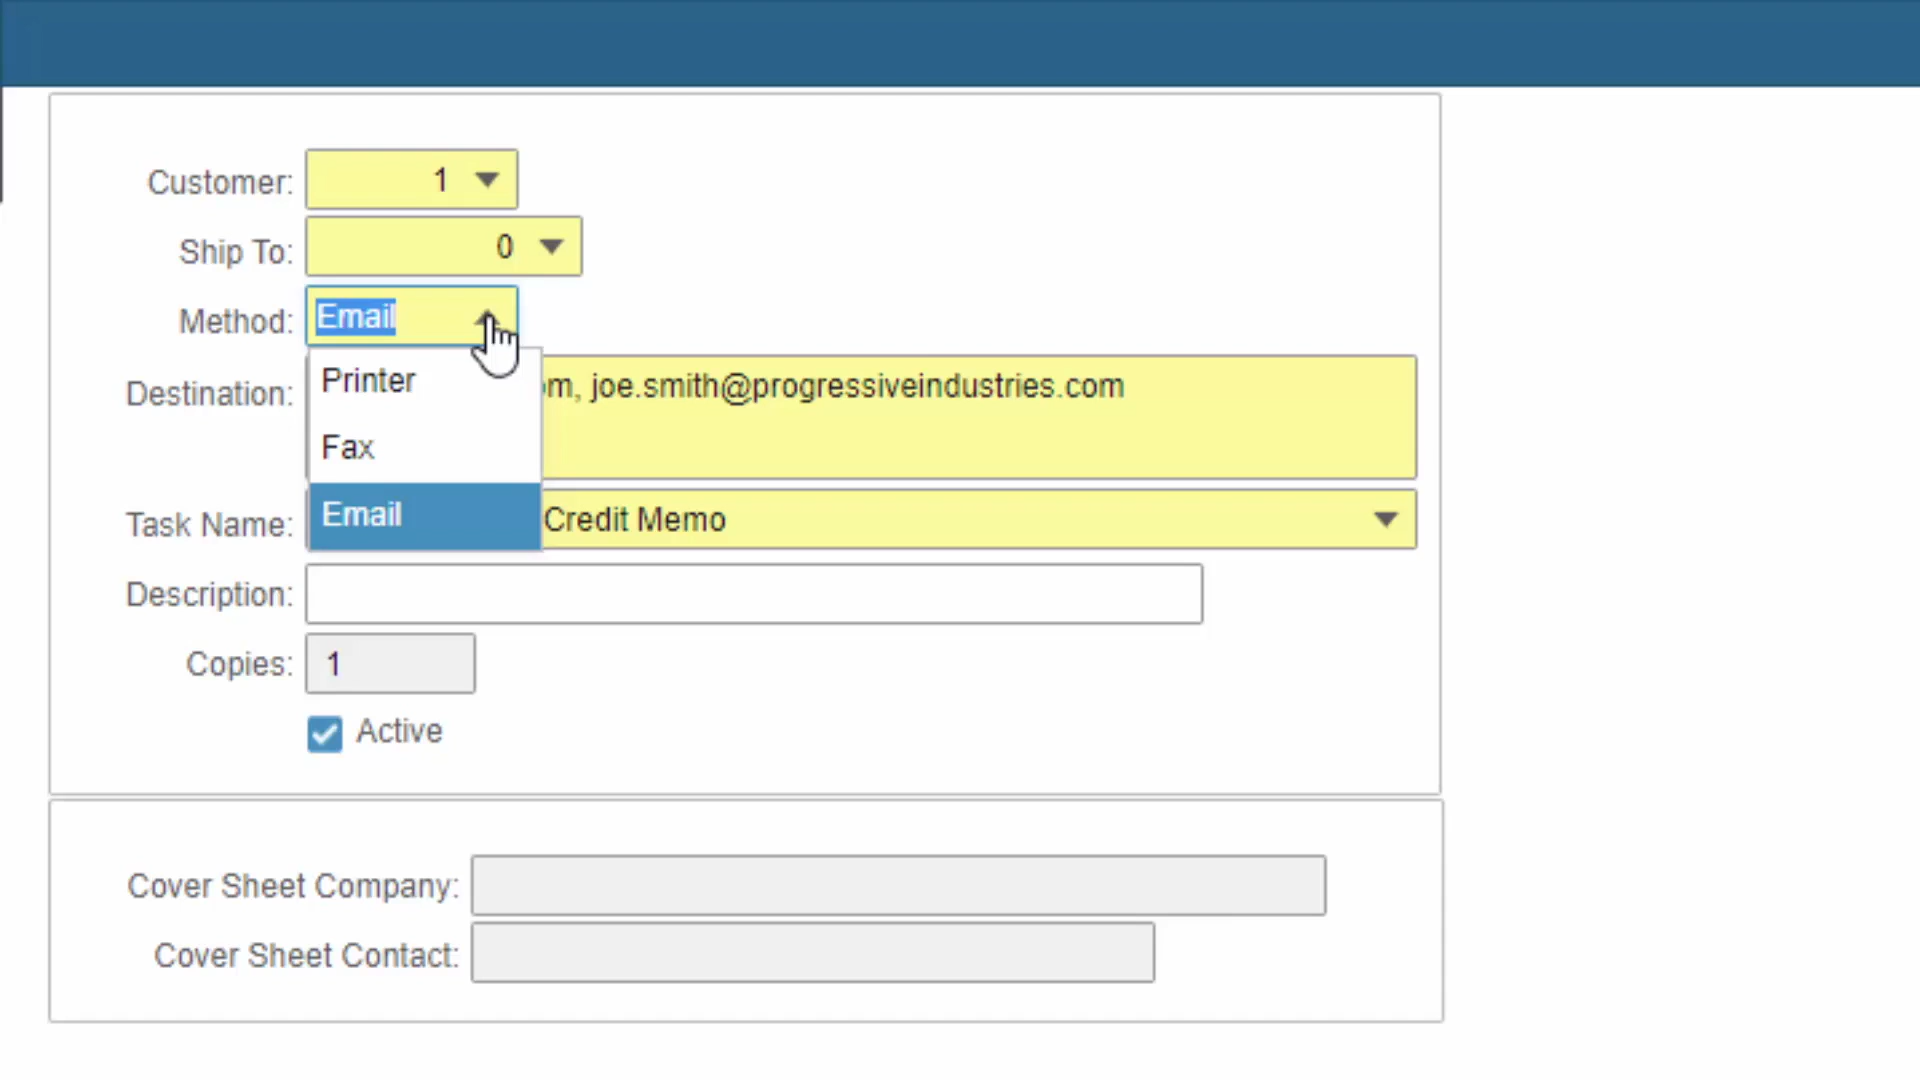 Customer: 1
Ship To: 0
Method: Email
Printer
Destination: joe.smith@progressiveindustries.com
Fax
Email
Task Name: Credit Memo
Description:
Copies: 1
Active
Cover Sheet Company:
Cover Sheet Contact: